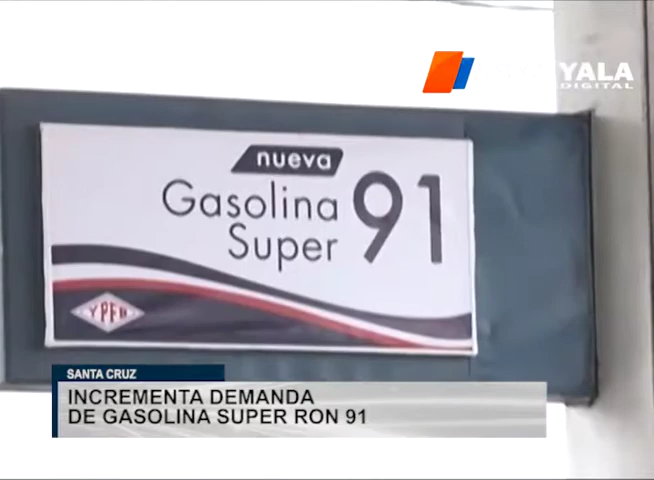 YALA
DIGITAL
nueva
Gasolina
Super
91
YPFB
SANTA CRUZ
INCREMENTA DEMANDA
DE GASOLINA SUPER RON 91